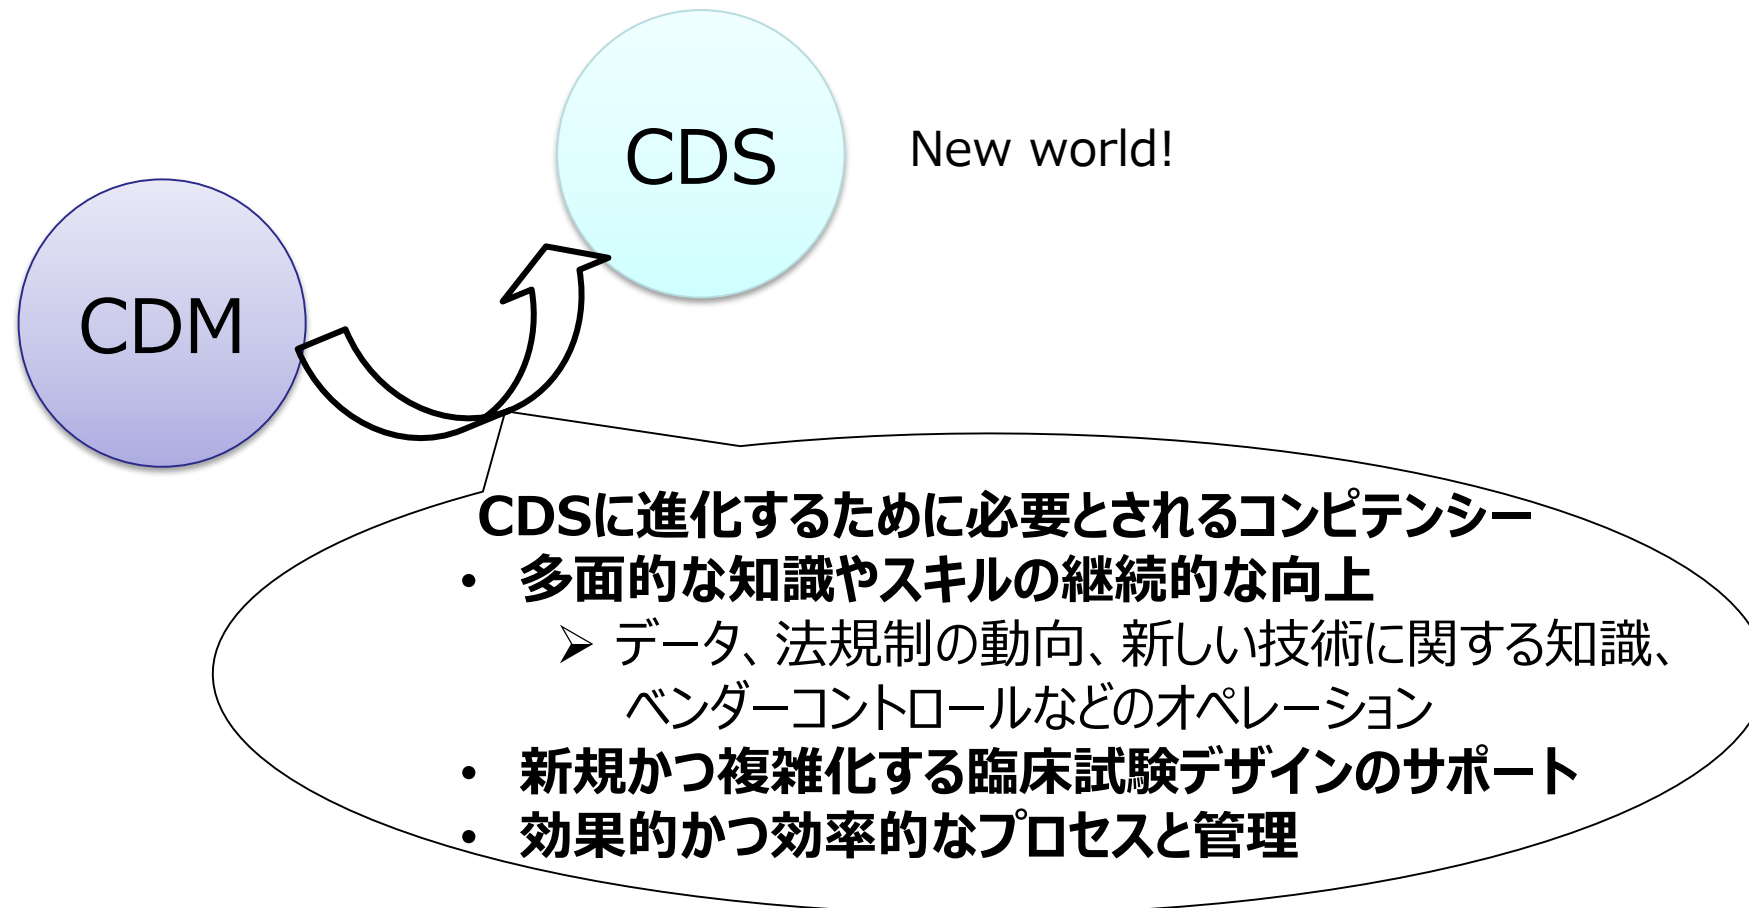 CDS
New world!
CDM
CDSに進化するために必要とされるコンピテンシー
• 多面的な知識やスキルの継続的な向上
➢ データ、法規制の動向、新しい技術に関する知識、
ベンダーコントロールなどのオペレーション
• 新規かつ複雑化する臨床試験デザインのサポート
• 効果的かつ効率的なプロセスと管理